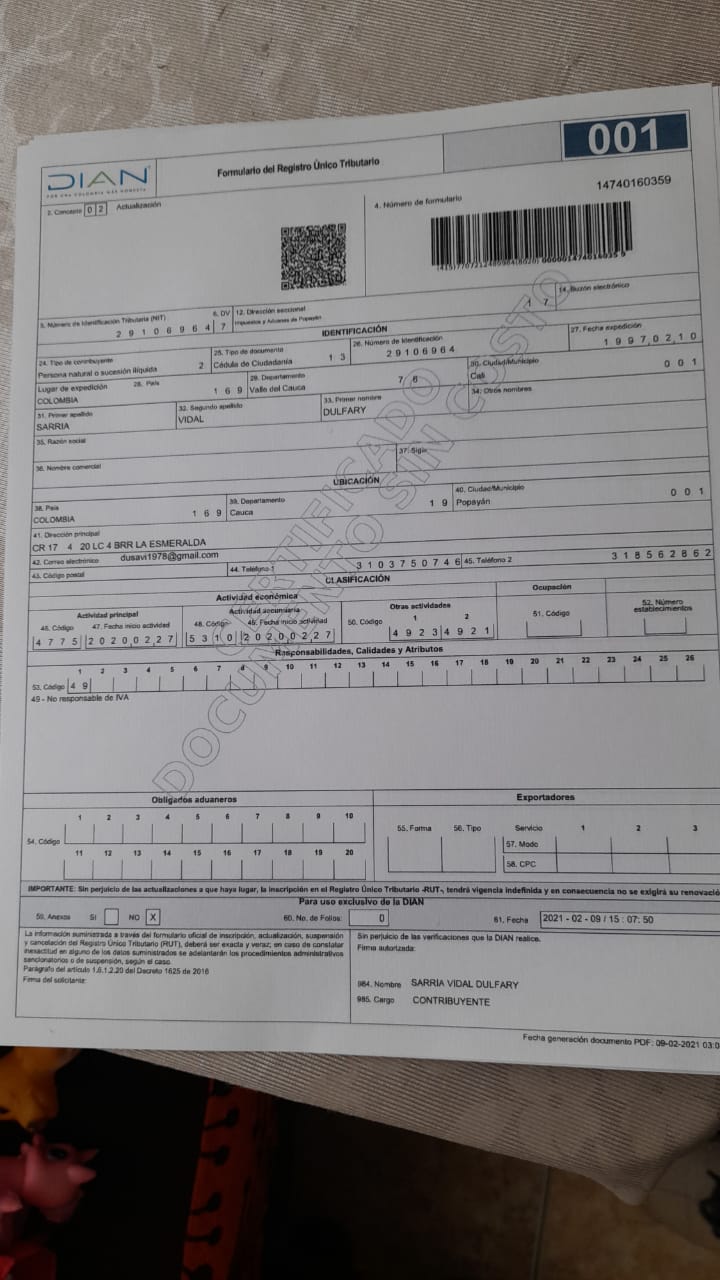 DIAN
POR UNA COLOMBIA MÁS HONESTA
Formulario del Registro Único Tributario
001
2. Concepto 0 2 Actualización
4. Número de formulario
14740160359
5. Número de Identificación Tributaria (NIT) 6. DV 12. Dirección seccional 14. Buzón electrónico
2 9 1 0 6 9 6 4 7 Impuestos y Aduanas de Popayán 1 7
IDENTIFICACIÓN
24. Tipo de contribuyente 25. Tipo de documento 26. Número de Identificación 27. Fecha expedición
Persona natural o sucesión ilíquida 2 Cédula de Ciudadanía 1 3 2 9 1 0 6 9 6 4 1 9 9 7 0 2 1 0
Lugar de expedición 28. País 29. Departamento 30. Ciudad/Municipio
COLOMBIA 1 6 9 Valle del Cauca 7 6 Cali 0 0 1
31. Primer apellido 32. Segundo apellido 33. Primer nombre 34. Otros nombres
SARRIA VIDAL DULFARY
35. Razón social
36. Nombre comercial 37. Sigla
UBICACIÓN
38. País 39. Departamento 40. Ciudad/Municipio
COLOMBIA 1 6 9 Cauca 1 9 Popayán 0 0 1
41. Dirección principal
CR 17 4 20 LC 4 BRR LA ESMERALDA
42. Correo electrónico dusavi1978@gmail.com
43. Código postal 44. Teléfono 1 3 1 0 3 7 5 0 7 4 6 45. Teléfono 2 3 1 8 5 6 2 8 6 2
CLASIFICACIÓN
Actividad económica Ocupación
Actividad principal Actividad secundaria Otras actividades 52. Número establecimientos
46. Código 47. Fecha inicio actividad 48. Código 49. Fecha inicio actividad 50. Código 1 2 51. Código
4 7 7 5 2 0 2 0 0 2 2 7 5 3 1 0 2 0 2 0 0 2 2 7 4 9 2 3 4 9 2 1
Responsabilidades, Calidades y Atributos
1 2 3 4 5 6 7 8 9 10 11 12 13 14 15 16 17 18 19 20 21 22 23 24 25 26
53. Código 4 9
49 - No responsable de IVA
CERTIFICADO
DOCUMENTO SIN COSTO
Obligados aduaneros Exportadores
1 2 3 4 5 6 7 8 9 10
54. Código
11 12 13 14 15 16 17 18 19 20
55. Forma 56. Tipo Servicio 1 2 3
57. Modo
58. CPC
IMPORTANTE: Sin perjuicio de las actualizaciones a que haya lugar, la inscripción en el Registro Único Tributario -RUT-, tendrá vigencia indefinida y en consecuencia no se exigirá su renovació
Para uso exclusivo de la DIAN
59. Anexos SI NO X 60. No. de Folios: 0 61. Fecha 2021 - 02 - 09 / 15 : 07: 50
La información suministrada a través del formulario oficial de inscripción, actualización, suspensión
y cancelación del Registro Único Tributario (RUT), deberá ser exacta y veraz; en caso de constatar
inexactitud en alguno de los datos suministrados se adelantarán los procedimientos administrativos
sancionatorios o de suspensión, según el caso.
Parágrafo del artículo 1.6.1.2.20 del Decreto 1625 de 2016
Firma del solicitante:
Sin perjuicio de las verificaciones que la DIAN realice.
Firma autorizada:
984. Nombre SARRIA VIDAL DULFARY
985. Cargo CONTRIBUYENTE
Fecha generación documento PDF: 09-02-2021 03:0